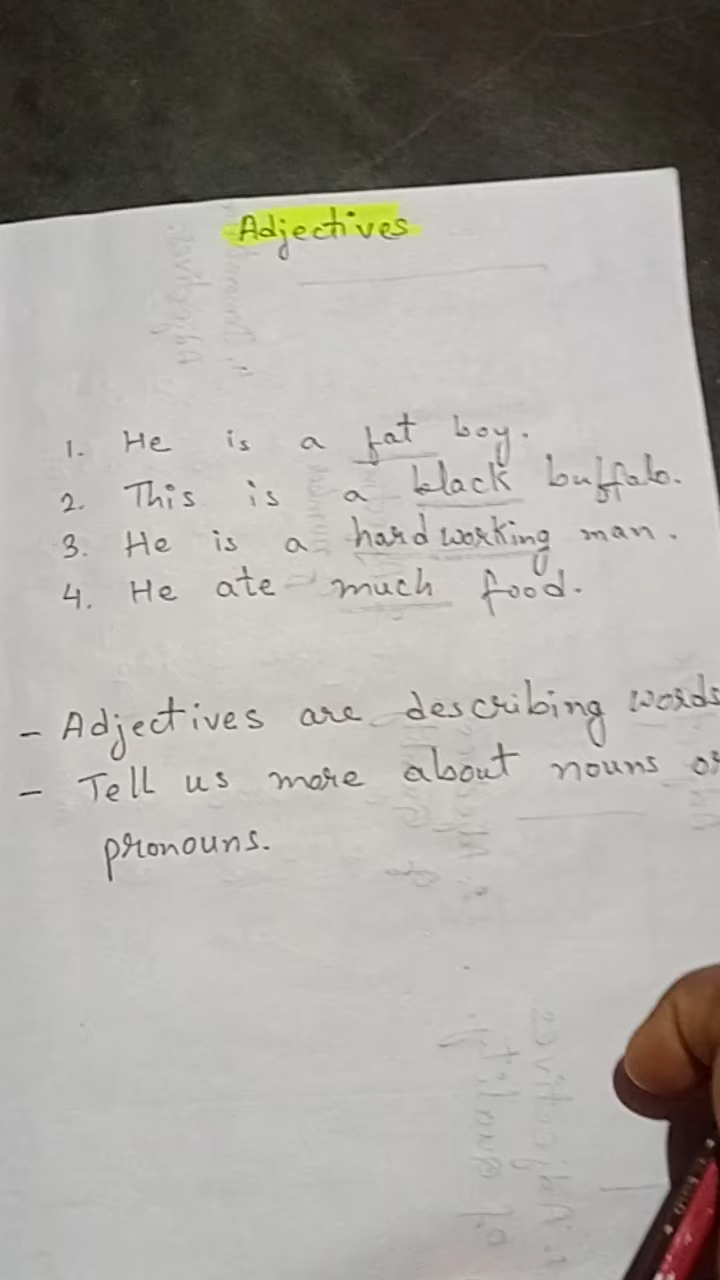 Adjectives
1. He is a fat boy.
2. This is a black buffalo.
3. He is a hardworking man.
4. He ate much food.
- Adjectives are describing words
- Tell us more about nouns or
pronouns.